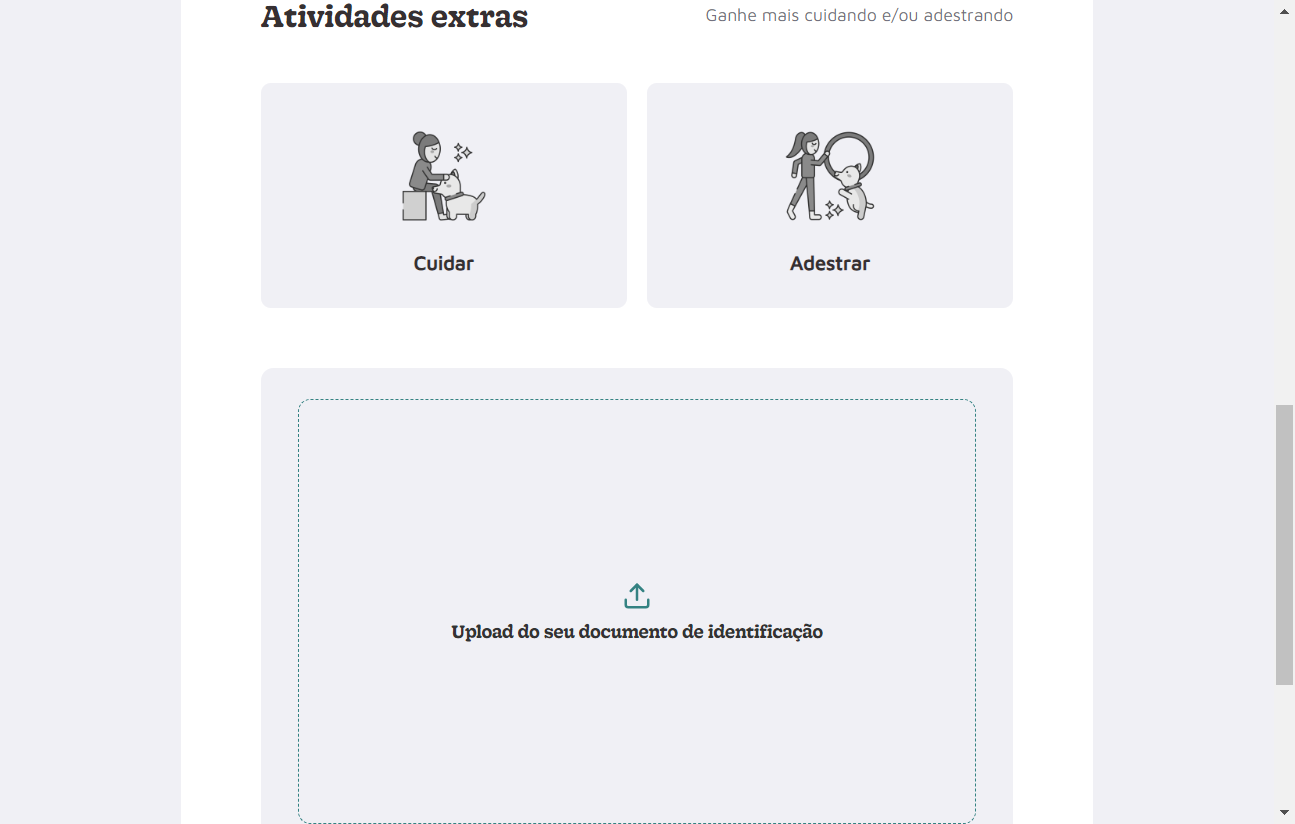 Atividades extras
Ganhe mais cuidando e/ou adestrando
Cuidar
Adestrar
Upload do seu documento de identificação